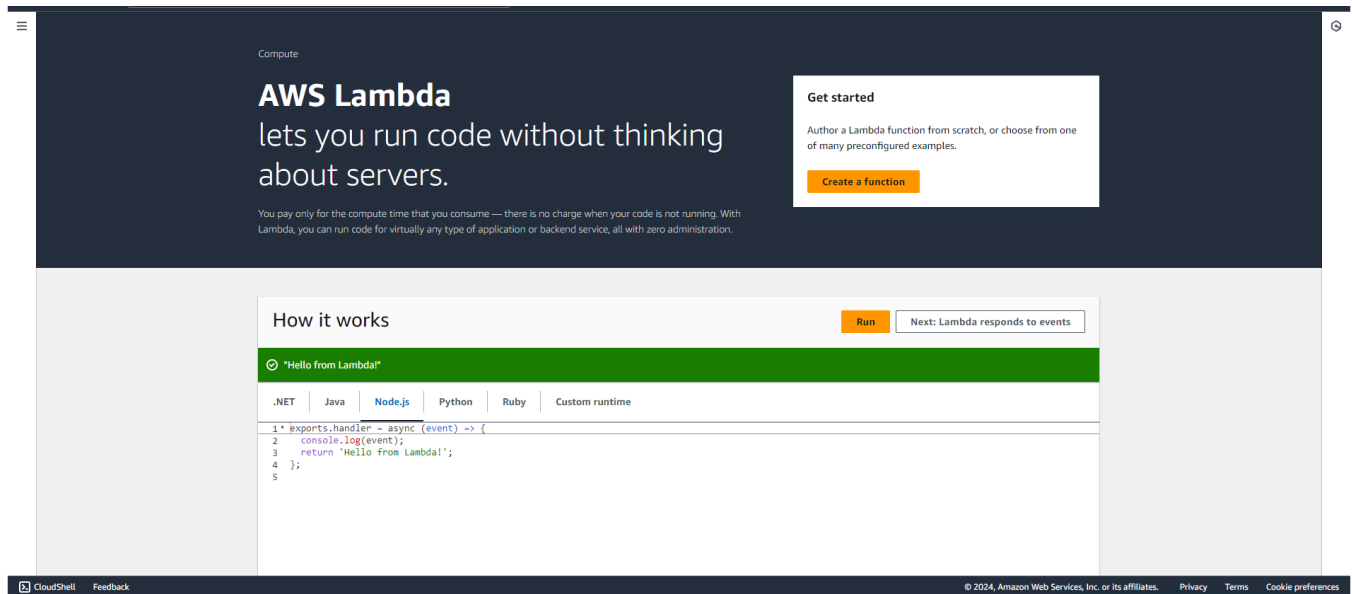 Compute
AWS Lambda
lets you run code without thinking
about servers.
You pay only for the compute time that you consume — there is no charge when your code is not running. With
Lambda, you can run code for virtually any type of application or backend service, all with zero administration.
Get started
Author a Lambda function from scratch, or choose from one
of many preconfigured examples.
Create a function
How it works
Run
Next: Lambda responds to events
"Hello from Lambda!"
.NET Java Node.js Python Ruby Custom runtime
1 exports.handler = async (event) => {
2 console.log(event);
3 return 'Hello from Lambda!';
4 };
5
CloudShell Feedback © 2024, Amazon Web Services, Inc. or its affiliates. Privacy Terms Cookie preferences